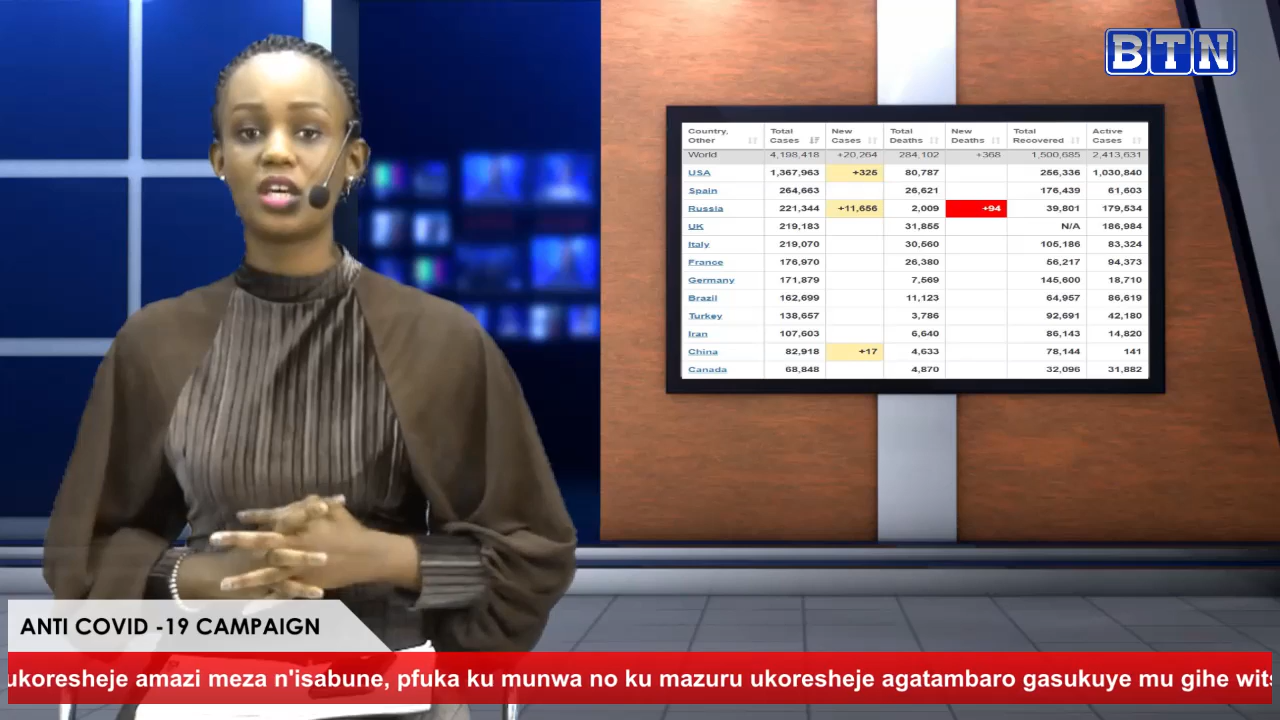 BTN
Country, Other Total Cases New Cases Total Deaths New Deaths Total Recovered Active Cases
World 4,198,418 +20,264 284,102 +368 1,500,685 2,413,631
USA 1,367,963 +325 80,787 256,336 1,030,840
Spain 264,663 26,621 176,439 61,603
Russia 221,344 +11,656 2,009 +94 39,801 179,534
UK 219,183 31,855 N/A 186,984
Italy 219,070 30,560 105,186 83,324
France 176,970 26,380 56,217 94,373
Germany 171,879 7,569 145,600 18,710
Brazil 162,699 11,123 64,957 86,619
Turkey 138,657 3,786 92,691 42,180
Iran 107,603 6,640 86,143 14,820
China 82,918 +17 4,633 78,144 141
Canada 68,848 4,870 32,096 31,882
ANTI COVID -19 CAMPAIGN
ukoresheje amazi meza n'isabune, pfuka ku munwa no ku mazuru ukoresheje agatambaro gasukuye mu gihe